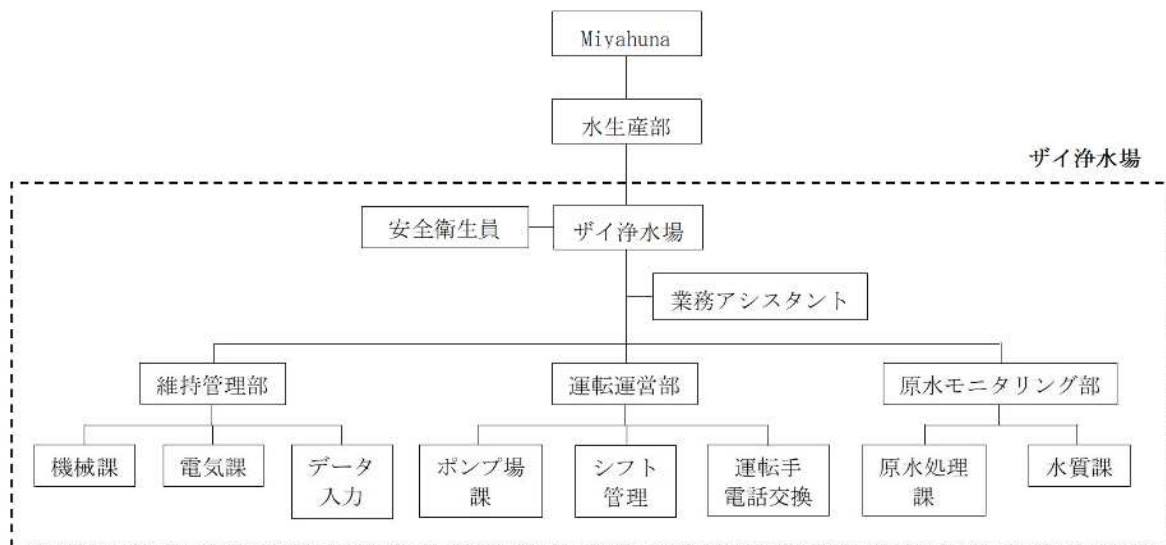 Miyahuna
水生産部
ザイ浄水場
安全衛生員
ザイ浄水場
業務アシスタント
維持管理部
運転運営部
原水モニタリング部
機械課
電気課
データ
入力
ポンプ場
課
シフト
管理
運転手
電話交換
原水処理
課
水質課